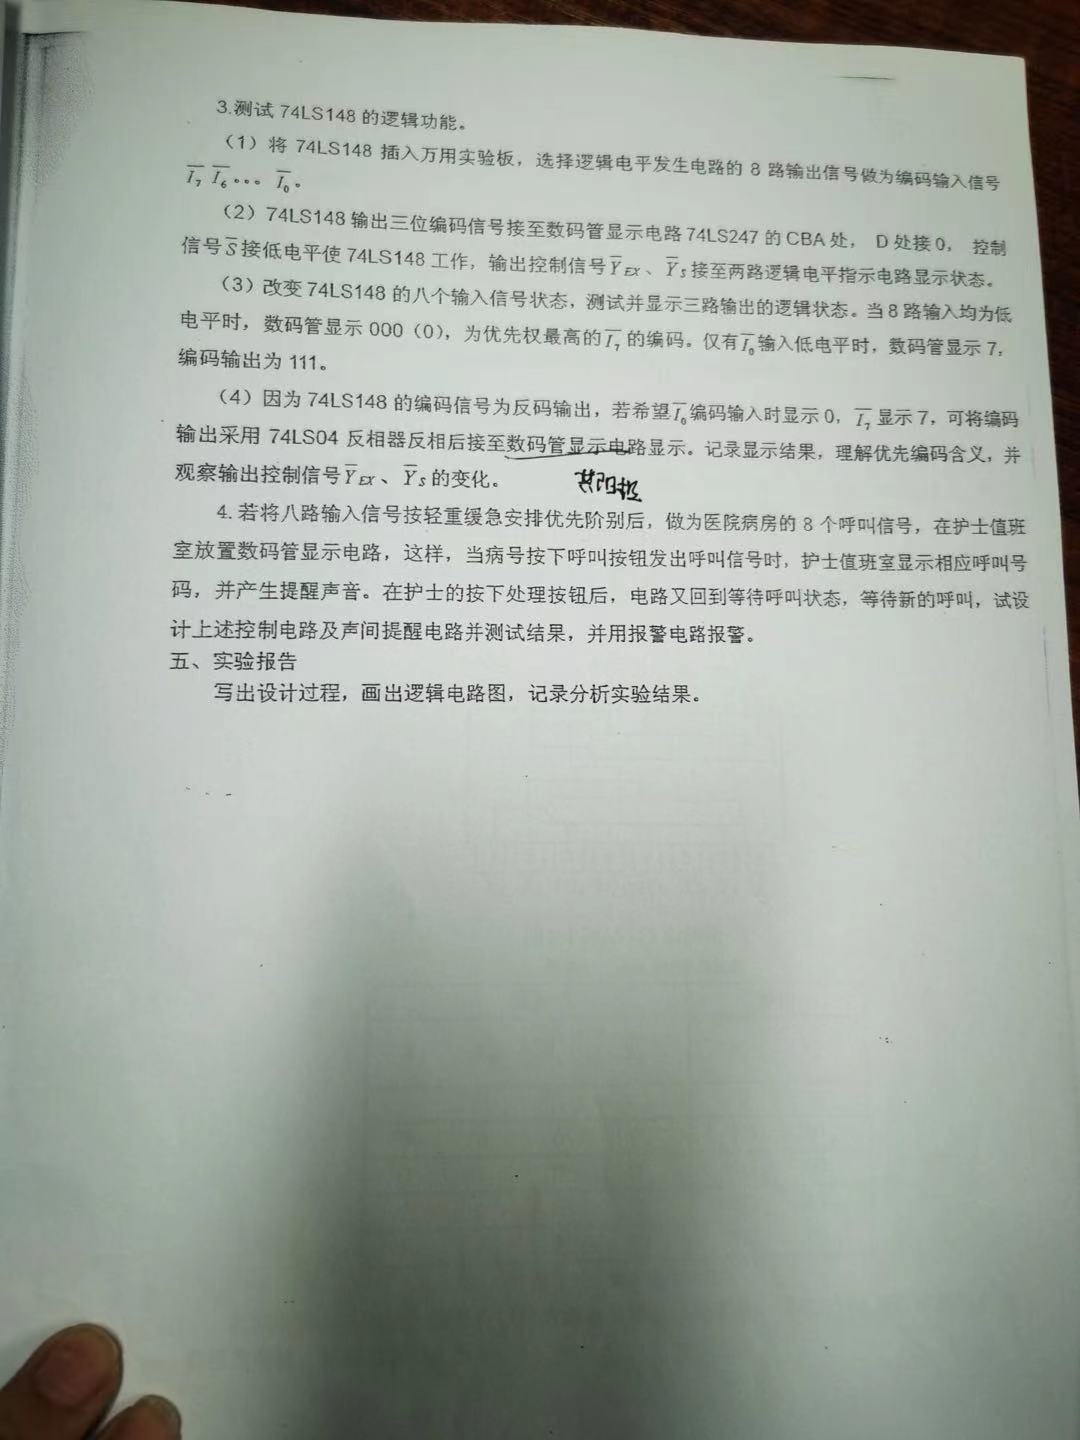 3.测试 74LS148 的逻辑功能。
（1）将 74LS148 插入万用实验板，选择逻辑电平发生电路的 8 路输出信号做为编码输入信号
I̅₇ I̅₆。。。 I̅₀。
（2）74LS148 输出三位编码信号接至数码管显示电路 74LS247 的 CBA 处， D 处接 0， 控制
信号 S̅ 接低电平使 74LS148 工作，输出控制信号 Y̅EX 、 Y̅S 接至两路逻辑电平指示电路显示状态。
（3）改变 74LS148 的八个输入信号状态，测试并显示三路输出的逻辑状态。当 8 路输入均为低
电平时，数码管显示 000（0），为优先权最高的 I̅₇ 的编码。仅有 I̅₀ 输入低电平时，数码管显示 7，
编码输出为 111。
（4）因为 74LS148 的编码信号为反码输出，若希望 I̅₀ 编码输入时显示 0， I̅₇ 显示 7，可将编码
输出采用 74LS04 反相器反相后接至数码管显示电路显示。记录显示结果，理解优先编码含义，并
观察输出控制信号 Y̅EX 、 Y̅S 的变化。
共阳极
4. 若将八路输入信号按轻重缓急安排优先阶别后，做为医院病房的 8 个呼叫信号，在护士值班
室放置数码管显示电路，这样，当病号按下呼叫按钮发出呼叫信号时，护士值班室显示相应呼叫号
码，并产生提醒声音。在护士的按下处理按钮后，电路又回到等待呼叫状态，等待新的呼叫，试设
计上述控制电路及声间提醒电路并测试结果，并用报警电路报警。
五、实验报告
写出设计过程，画出逻辑电路图，记录分析实验结果。